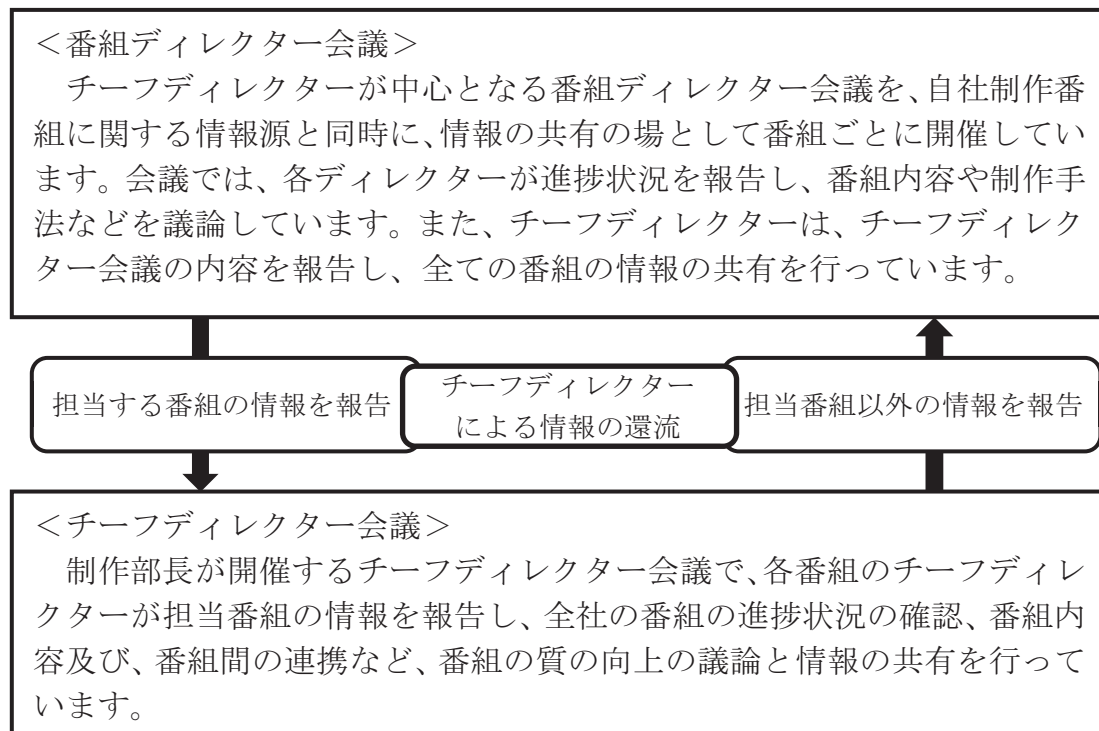 ＜番組ディレクター会議＞
　チーフディレクターが中心となる番組ディレクター会議を、自社制作番
組に関する情報源と同時に、情報の共有の場として番組ごとに開催してい
ます。会議では、各ディレクターが進捗状況を報告し、番組内容や制作手
法などを議論しています。また、チーフディレクターは、チーフディレク
ター会議の内容を報告し、全ての番組の情報の共有を行っています。
担当する番組の情報を報告
チーフディレクター
による情報の還流
担当番組以外の情報を報告
＜チーフディレクター会議＞
　制作部長が開催するチーフディレクター会議で、各番組のチーフディレ
クターが担当番組の情報を報告し、全社の番組の進捗状況の確認、番組内
容及び、番組間の連携など、番組の質の向上の議論と情報の共有を行って
います。